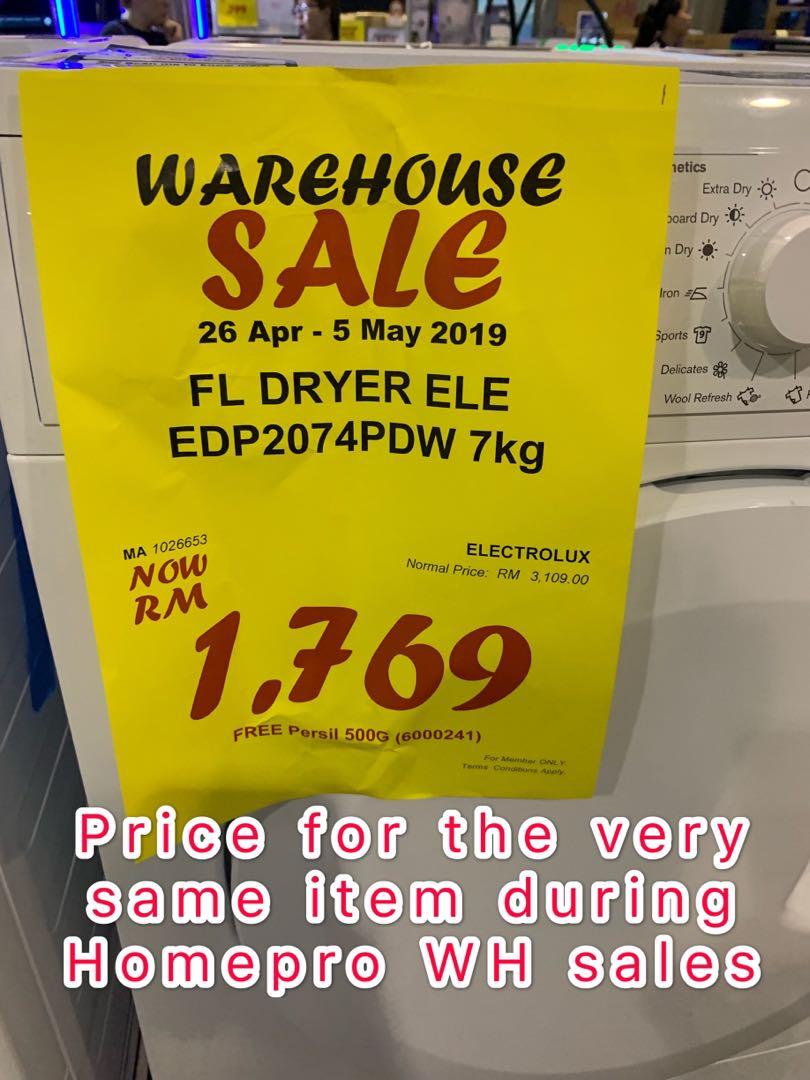 399
WAREHOUSE
SALE
26 Apr - 5 May 2019
FL DRYER ELE
EDP2074PDW 7kg
MA 1026653
ELECTROLUX
Normal Price: RM 3,109.00
NOW
RM
1,769
FREE Persil 500G (6000241)
For Member ONLY.
Terms Conditions Apply.
Extra Dry
Dry
Dry
Iron
Sports
Delicates
Wool Refresh
Price for the very
same item during
Homepro WH sales